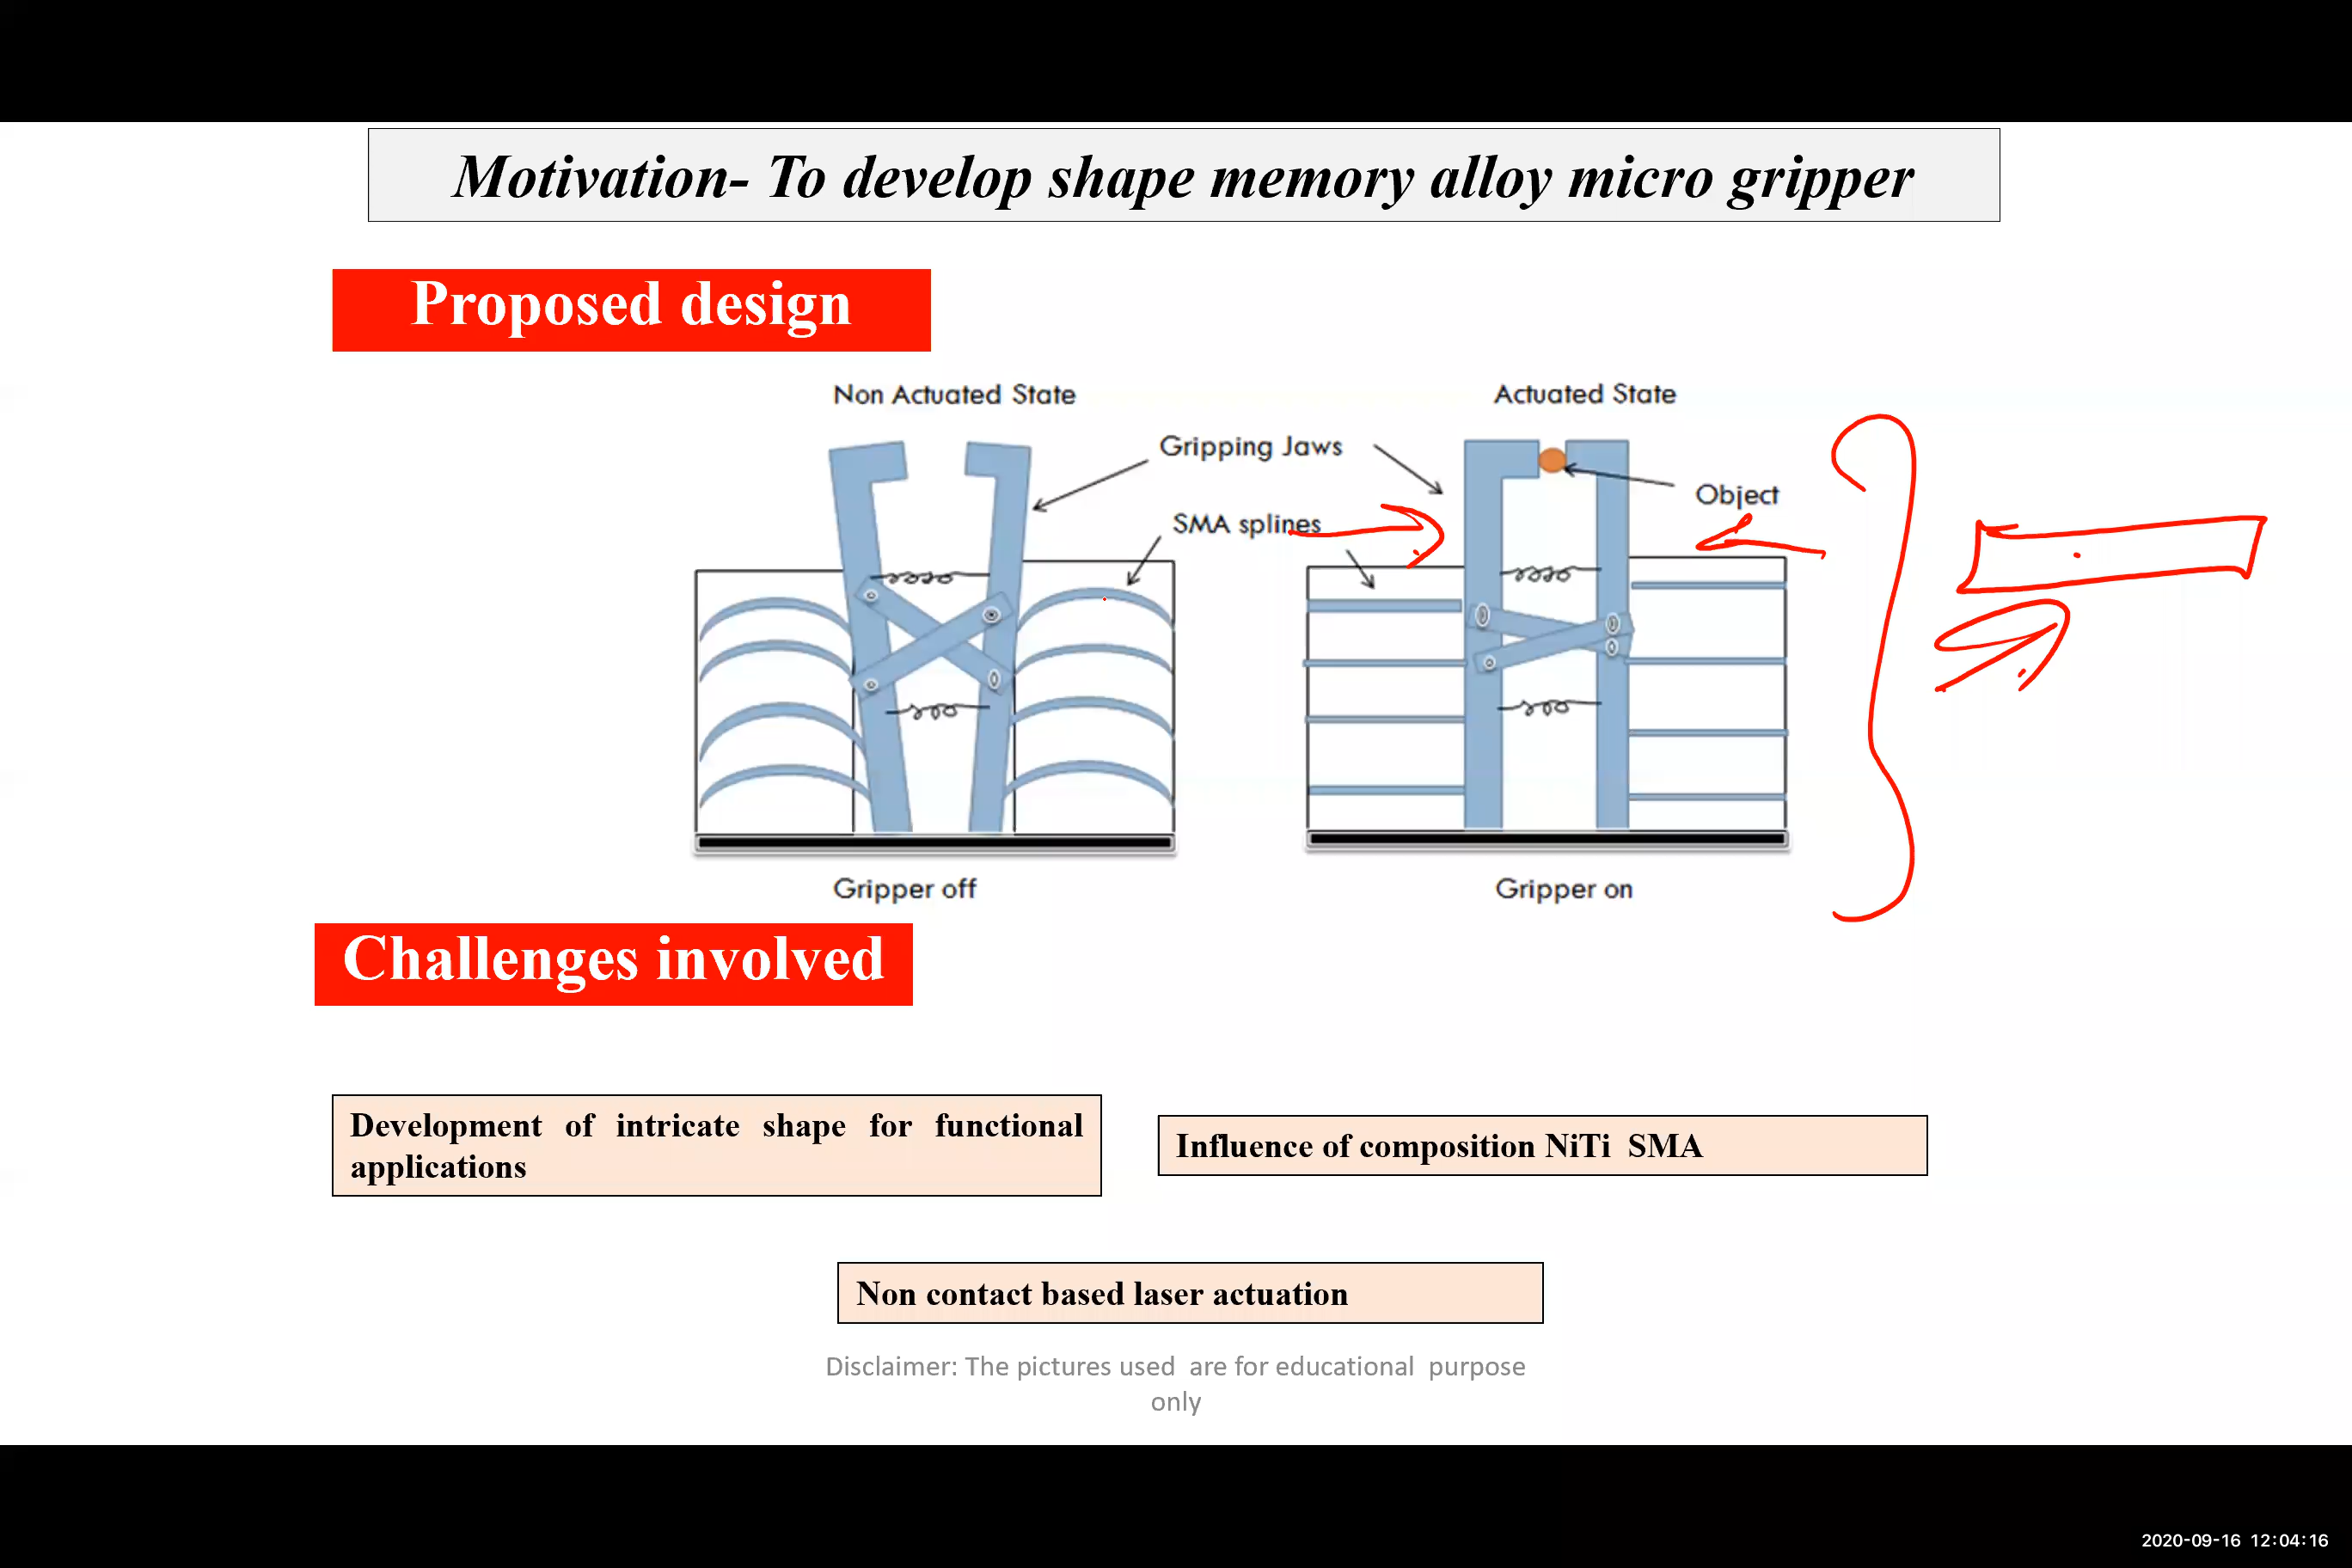 Motivation- To develop shape memory alloy micro gripper
Proposed design
Non Actuated State
Actuated State
Gripping Jaws
Object
SMA splines
Gripper off
Gripper on
Challenges involved
Development of intricate shape for functional
applications
Influence of composition NiTi SMA
Non contact based laser actuation
Disclaimer: The pictures used are for educational purpose
only
2020-09-16 12:04:16